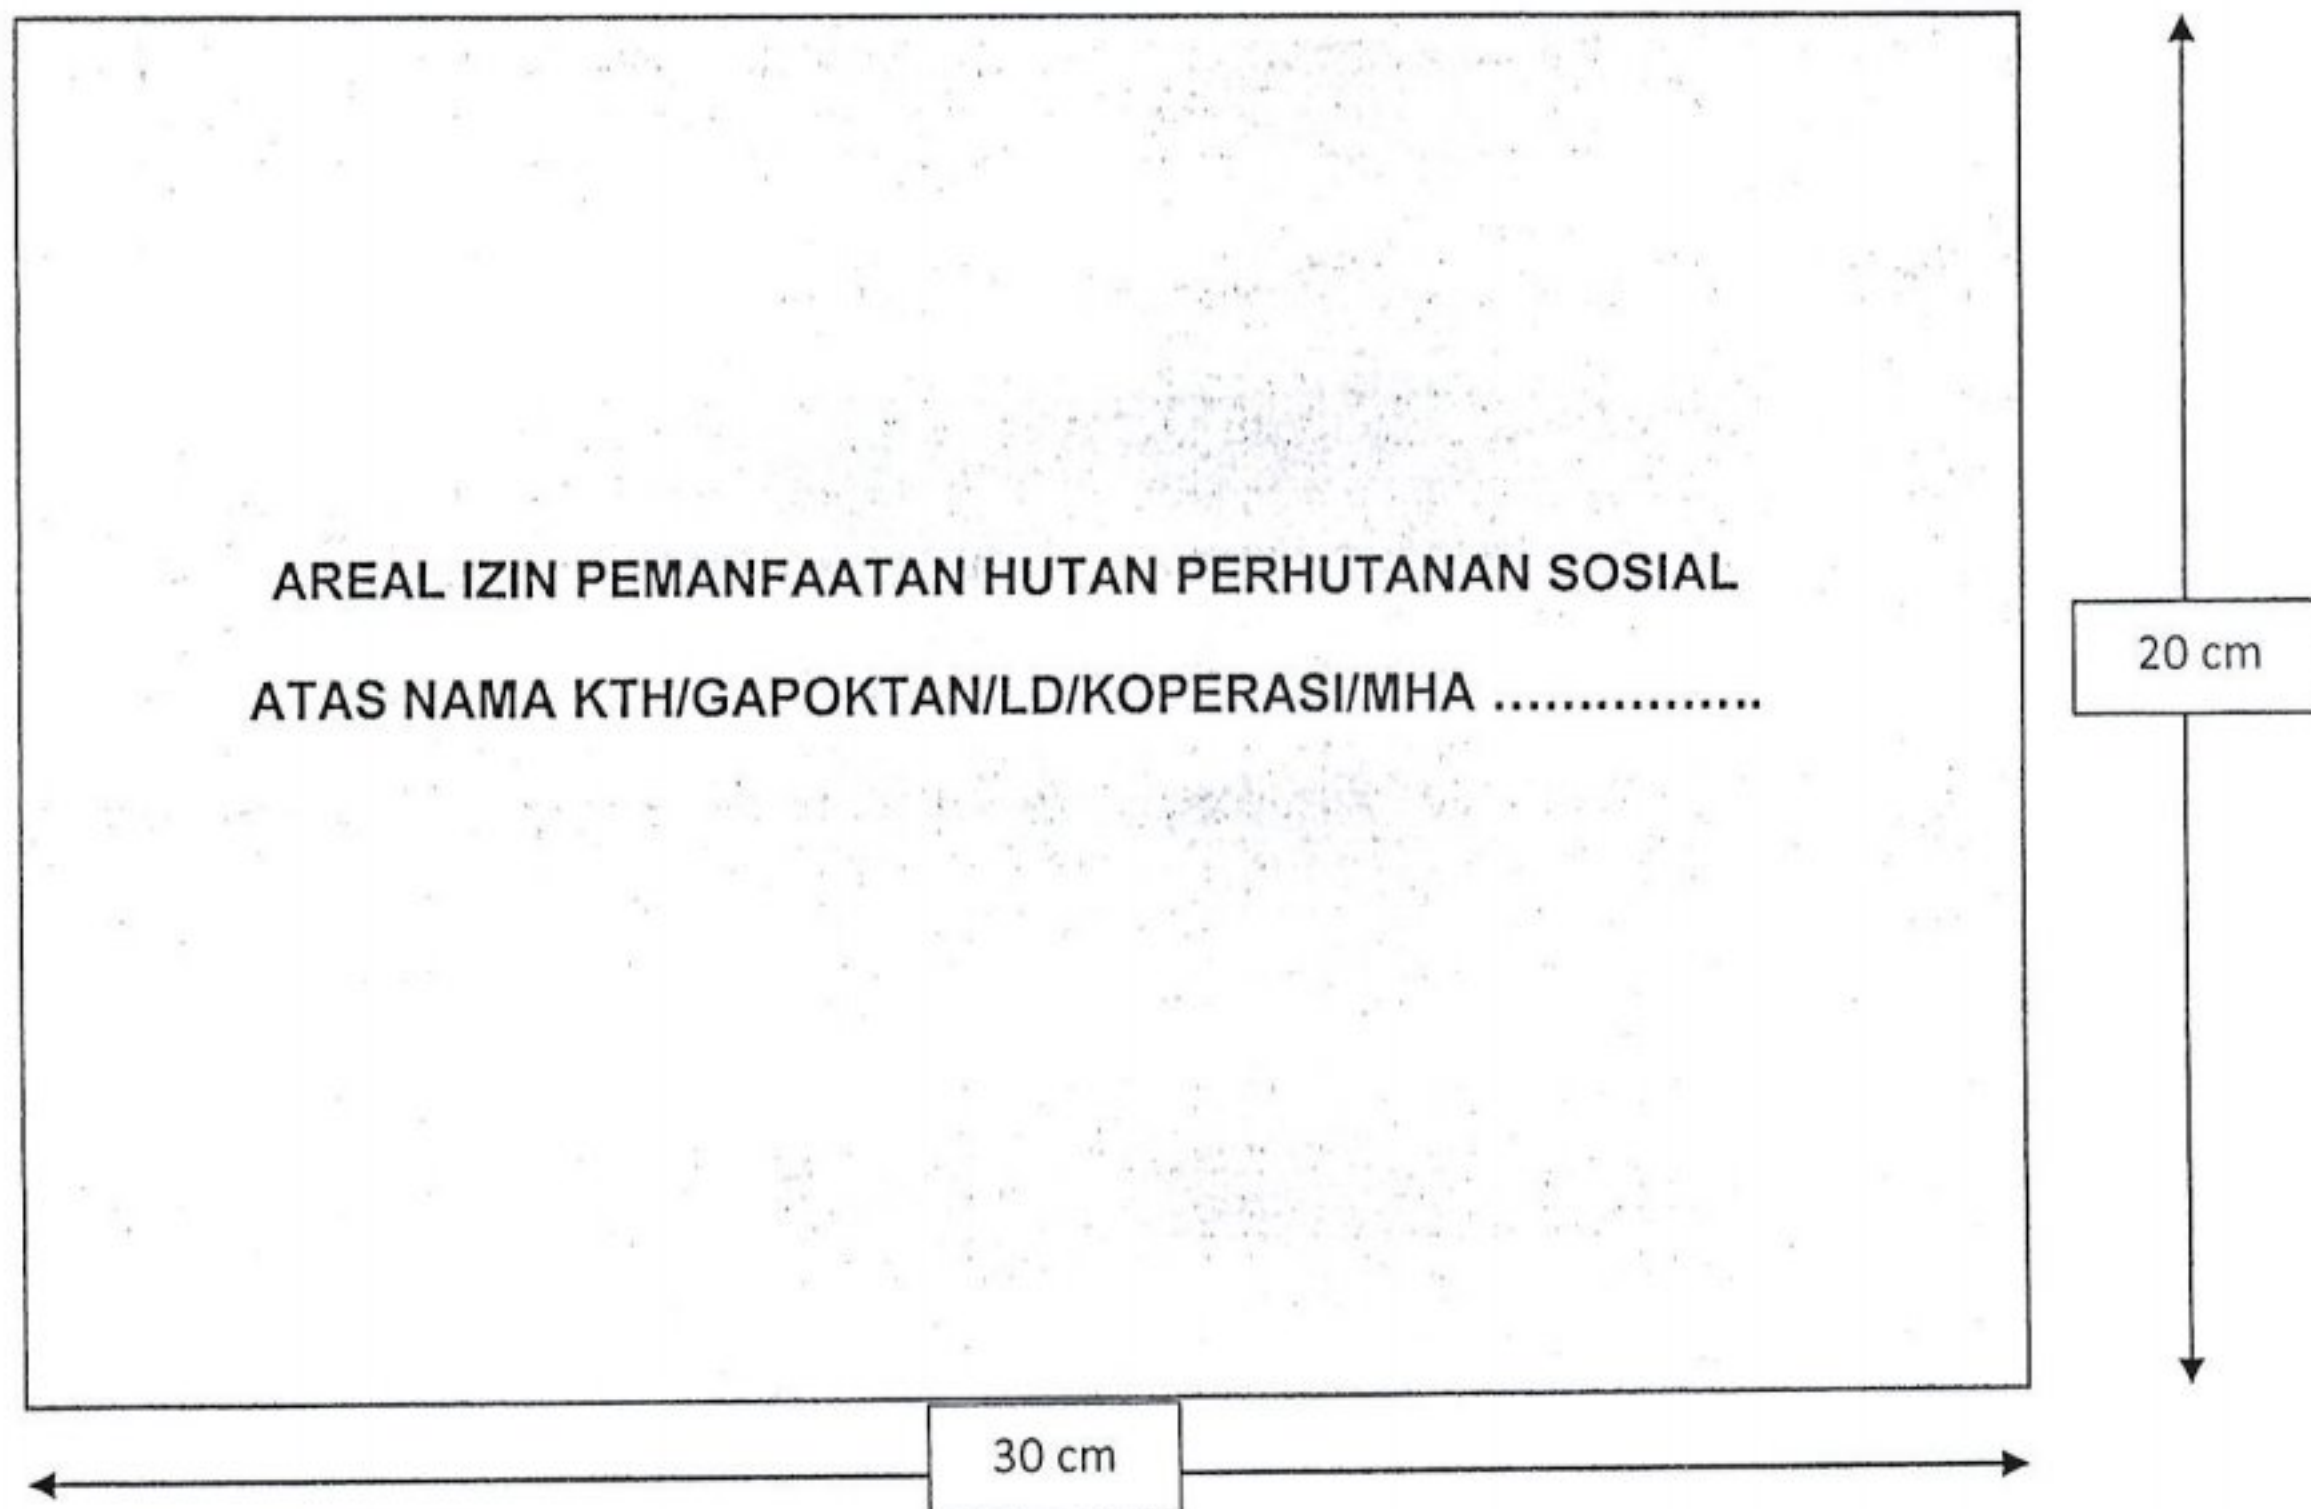 AREAL IZIN PEMANFAATAN HUTAN PERHUTANAN SOSIAL
ATAS NAMA KTH/GAPOKTAN/LD/KOPERASI/MHA ................
20 cm
30 cm